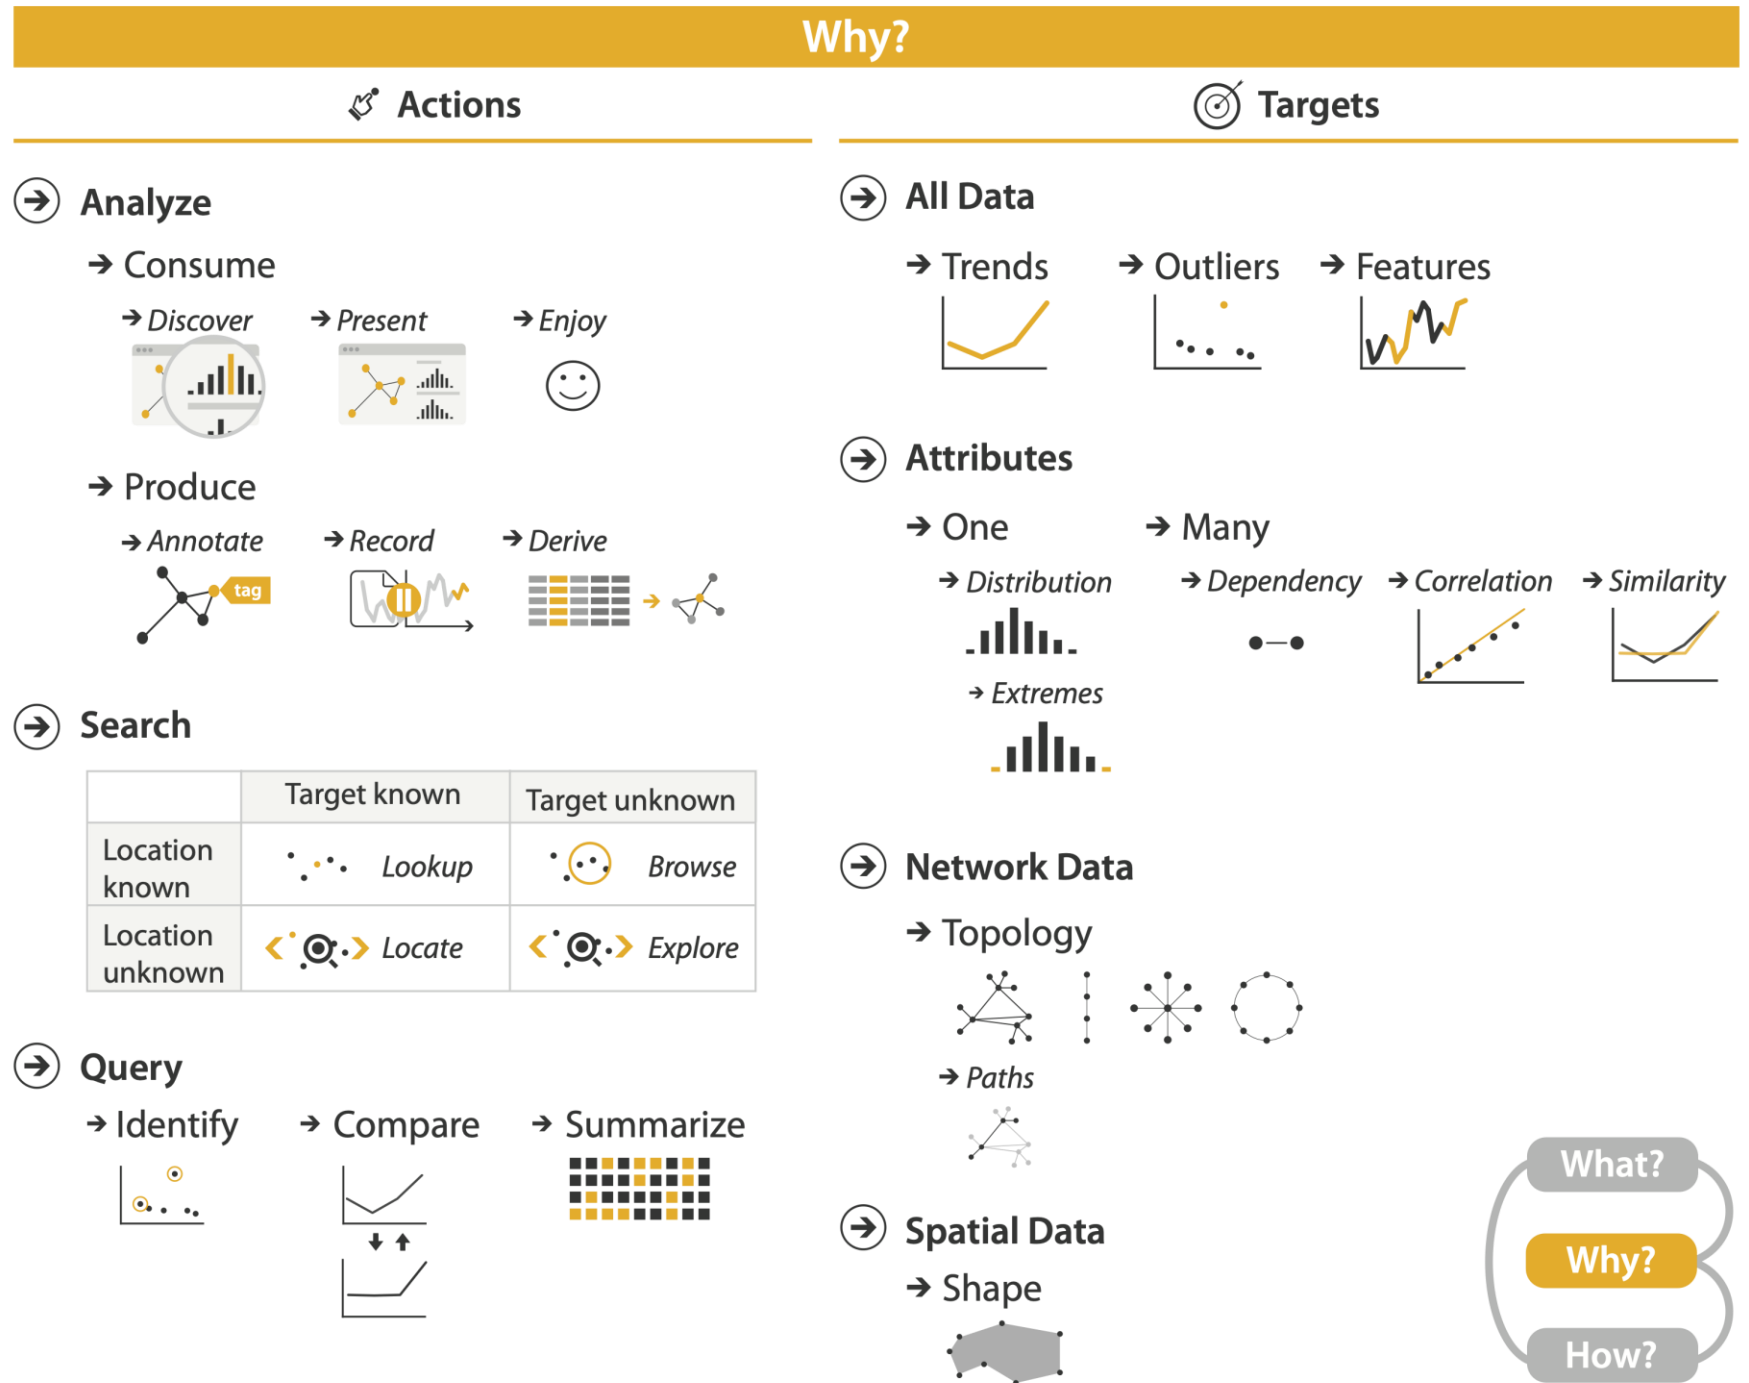 Why?
Actions
Analyze
Consume
Discover
Present
Enjoy
Produce
Annotate
Record
Derive
tag
Search
Target known
Target unknown
Location
known
Lookup
Browse
Location
unknown
Locate
Explore
Query
Identify
Compare
Summarize
Targets
All Data
Trends
Outliers
Features
Attributes
One
Many
Distribution
Dependency
Correlation
Similarity
Extremes
Network Data
Topology
Paths
Spatial Data
Shape
What?
Why?
How?